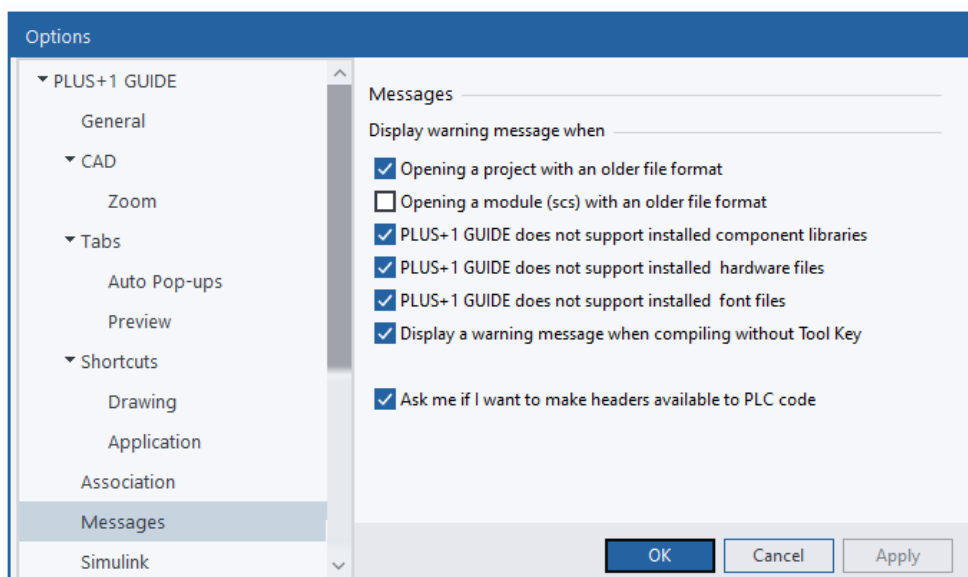 Options
PLUS+1 GUIDE
General
CAD
Zoom
Tabs
Auto Pop-ups
Preview
Shortcuts
Drawing
Application
Association
Messages
Simulink
Messages
Display warning message when
Opening a project with an older file format
Opening a module (scs) with an older file format
PLUS+1 GUIDE does not support installed component libraries
PLUS+1 GUIDE does not support installed  hardware files
PLUS+1 GUIDE does not support installed  font files
Display a warning message when compiling without Tool Key
Ask me if I want to make headers available to PLC code
OK
Cancel
Apply